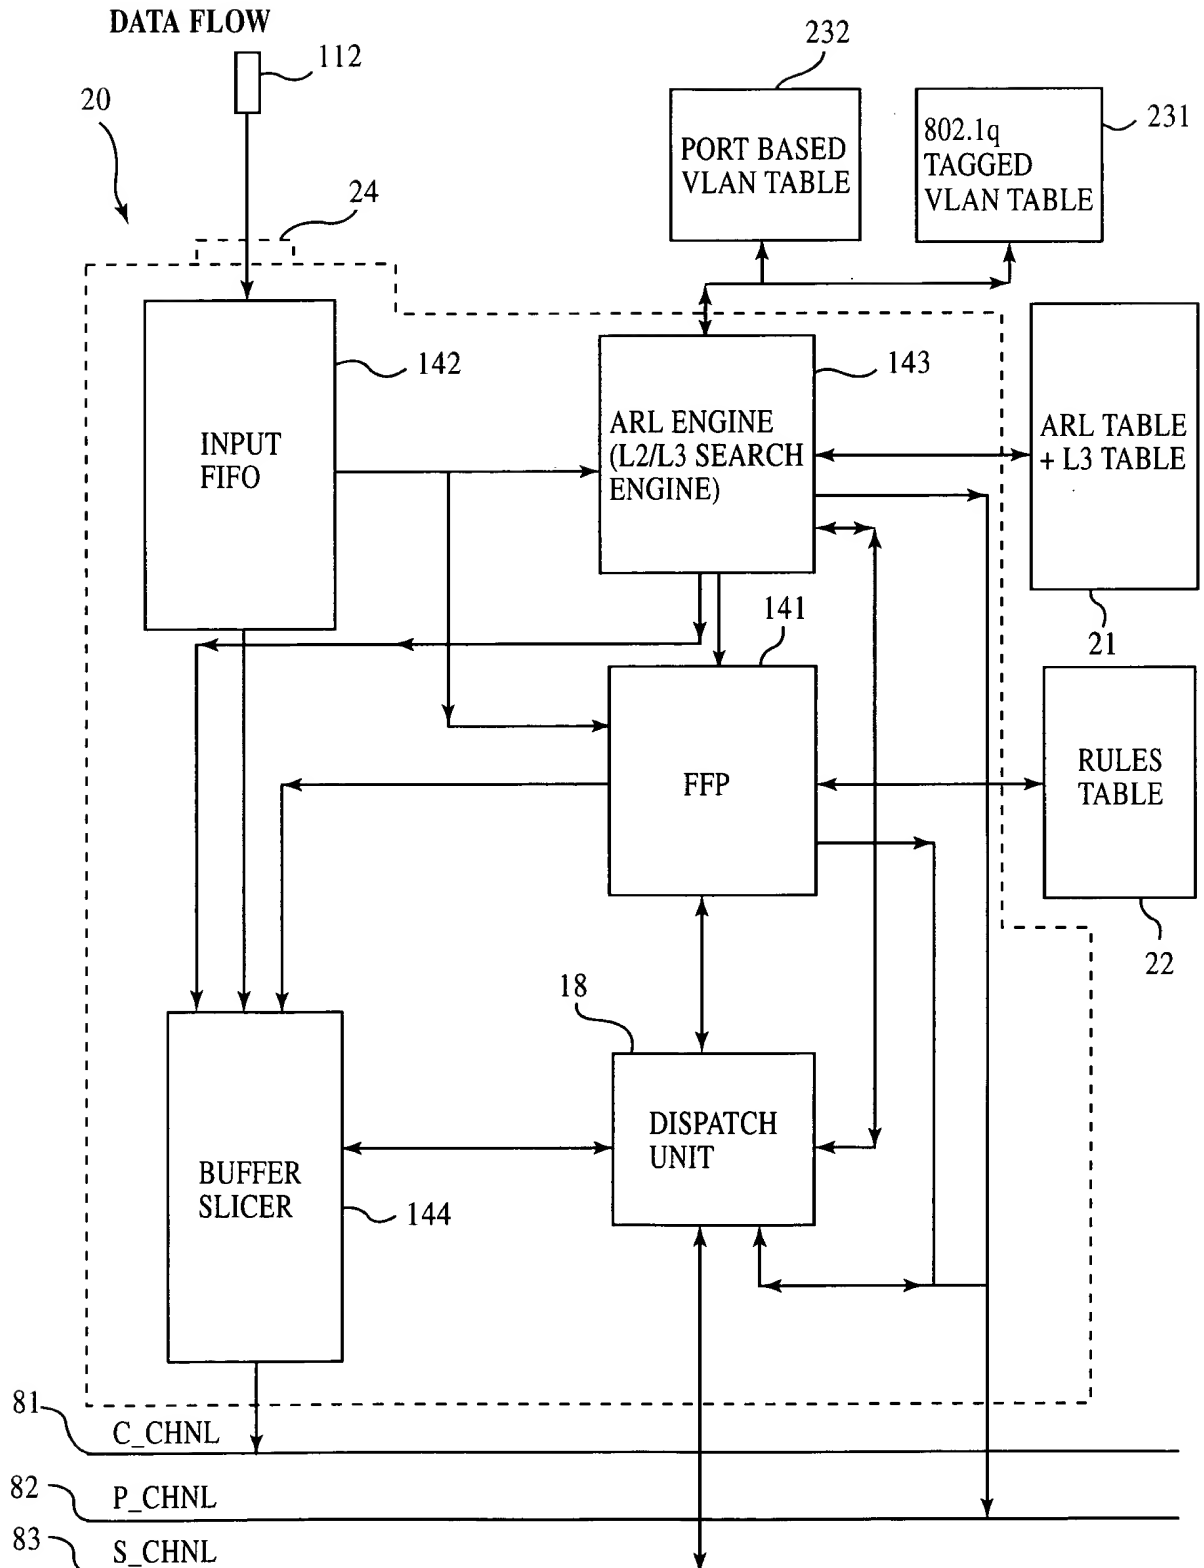 DATA FLOW
112
232
20
231
PORT BASED
VLAN TABLE
802.1q
TAGGED
VLAN TABLE
24
142
143
INPUT
FIFO
ARL ENGINE
(L2/L3 SEARCH
ENGINE)
ARL TABLE
+ L3 TABLE
141
21
FFP
RULES
TABLE
22
18
DISPATCH
UNIT
BUFFER
SLICER
144
81
C_CHNL
82
P_CHNL
83
S_CHNL